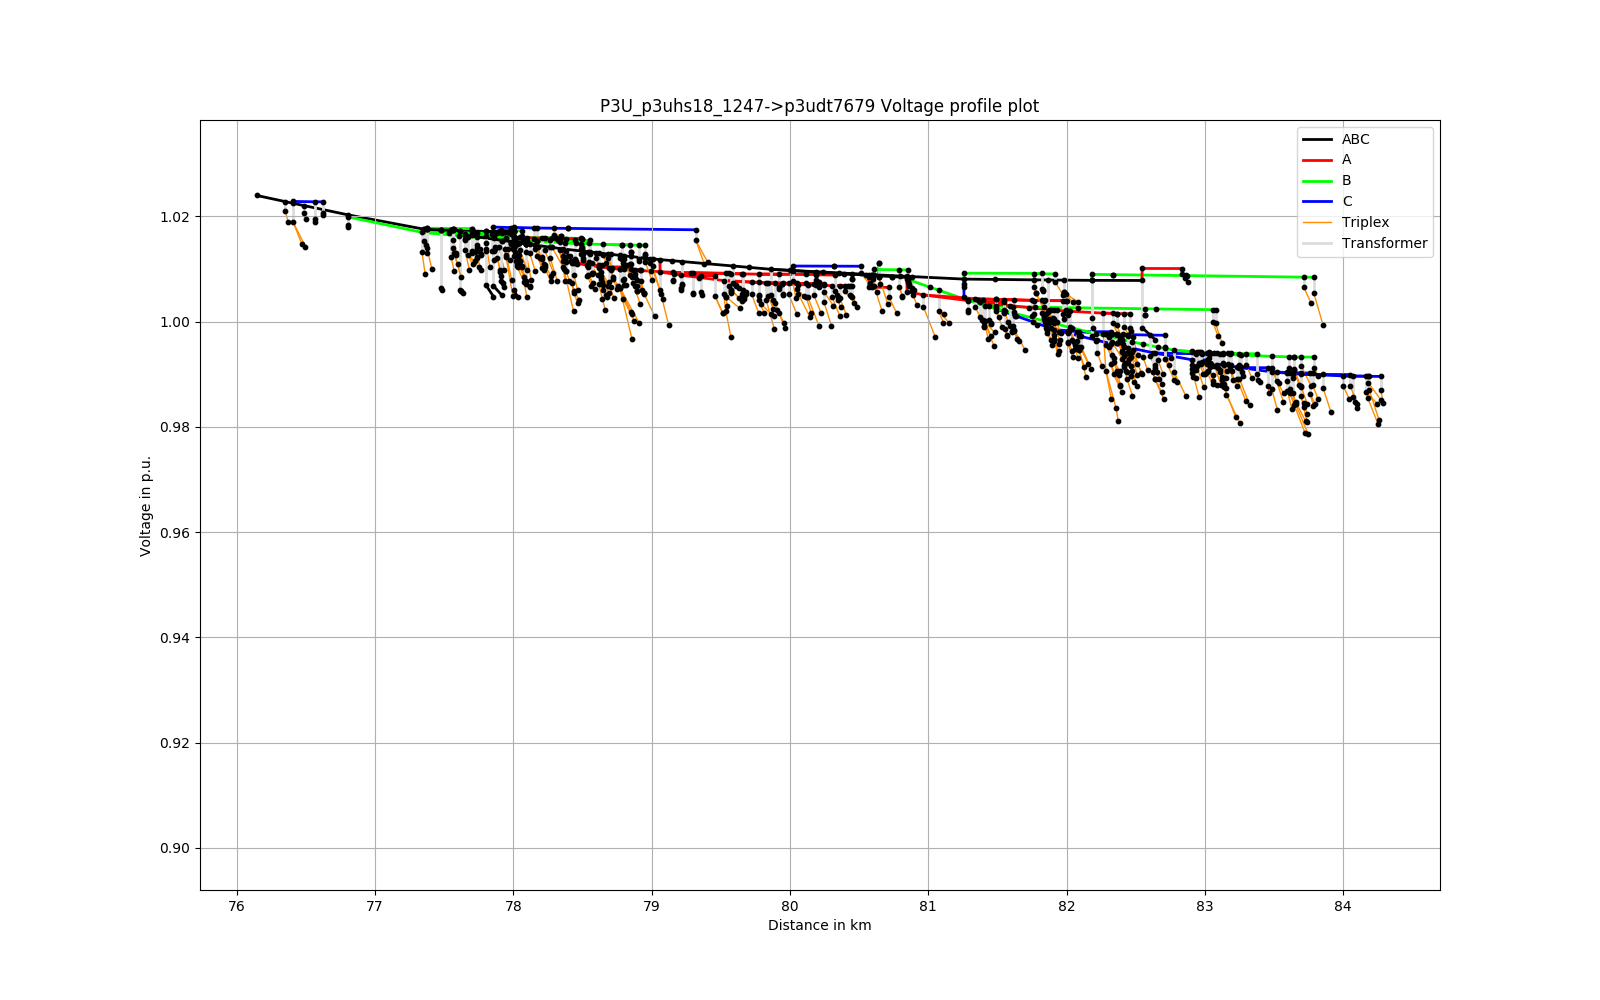 P3U_p3uhs18_1247->p3udt7679 Voltage profile plot
ABC
A
B
C
Triplex
Transformer
1.02
1.00
0.98
0.96
0.94
0.92
0.90
Voltage in p.u.
76 77 78 79 80 81 82 83 84
Distance in km